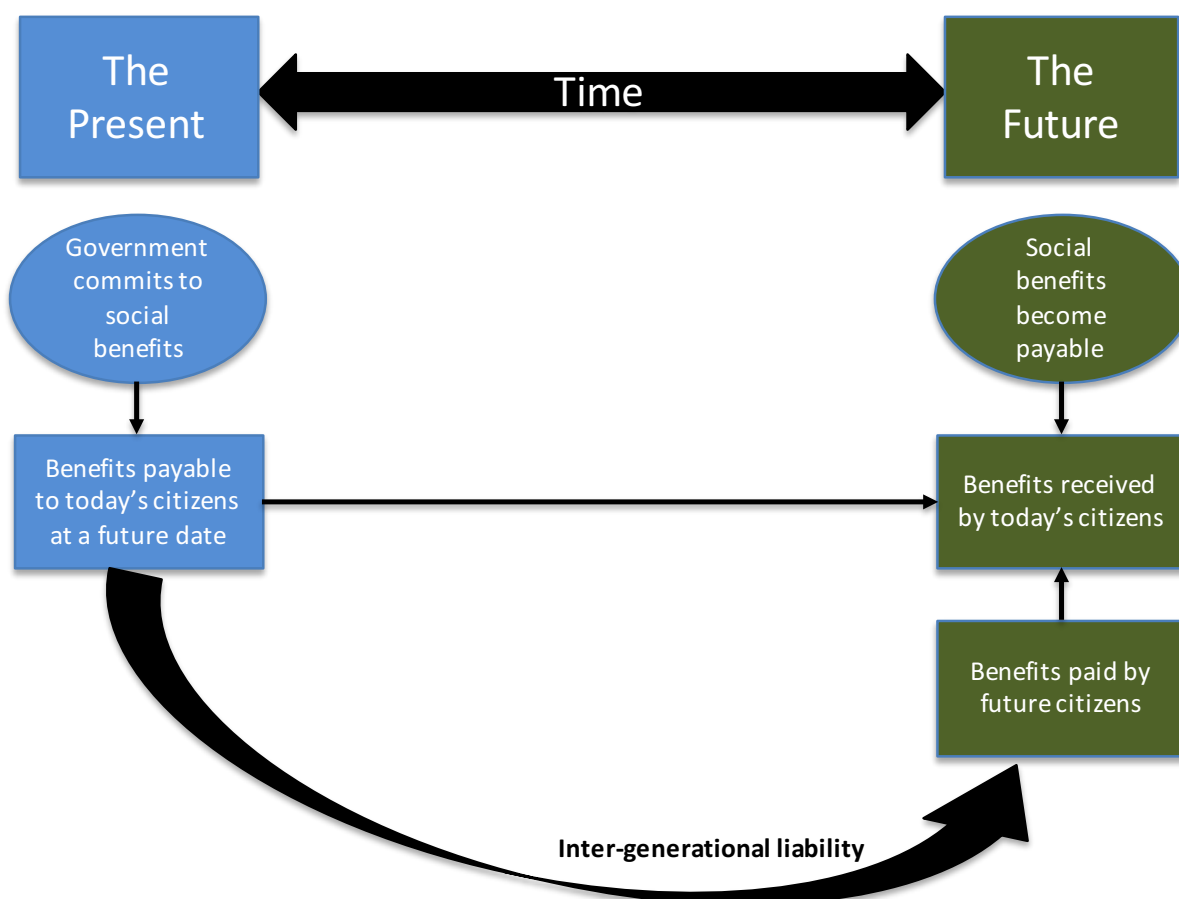 The
Present
Time
The
Future
Government
commits to
social
benefits
Social
benefits
become
payable
Benefits payable
to today’s citizens
at a future date
Benefits received
by today’s citizens
Benefits paid by
future citizens
Inter-generational liability